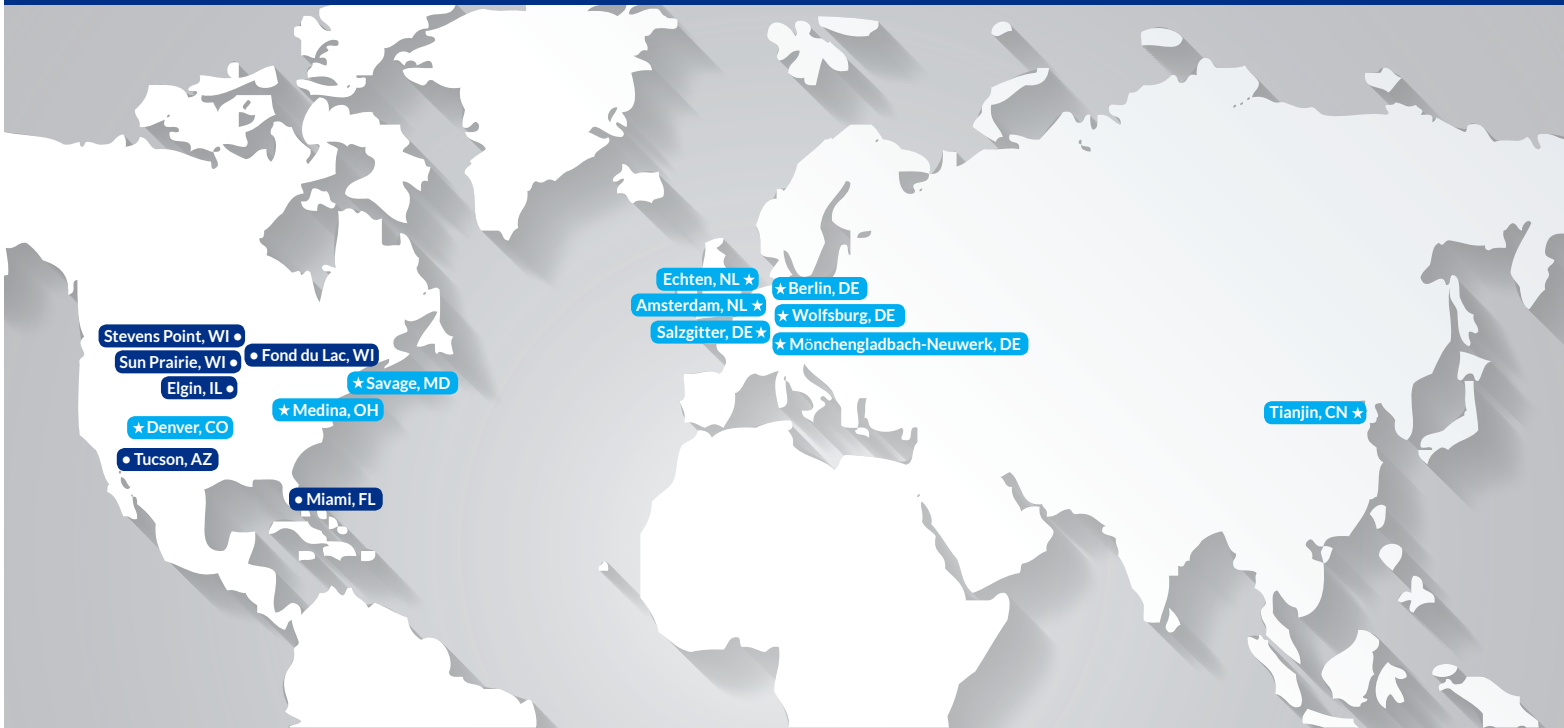 Stevens Point, WI
Fond du Lac, WI
Sun Prairie, WI
Elgin, IL
Savage, MD
Medina, OH
Denver, CO
Tucson, AZ
Miami, FL
Echten, NL
Berlin, DE
Amsterdam, NL
Wolfsburg, DE
Salzgitter, DE
Mönchengladbach-Neuwerk, DE
Tianjin, CN